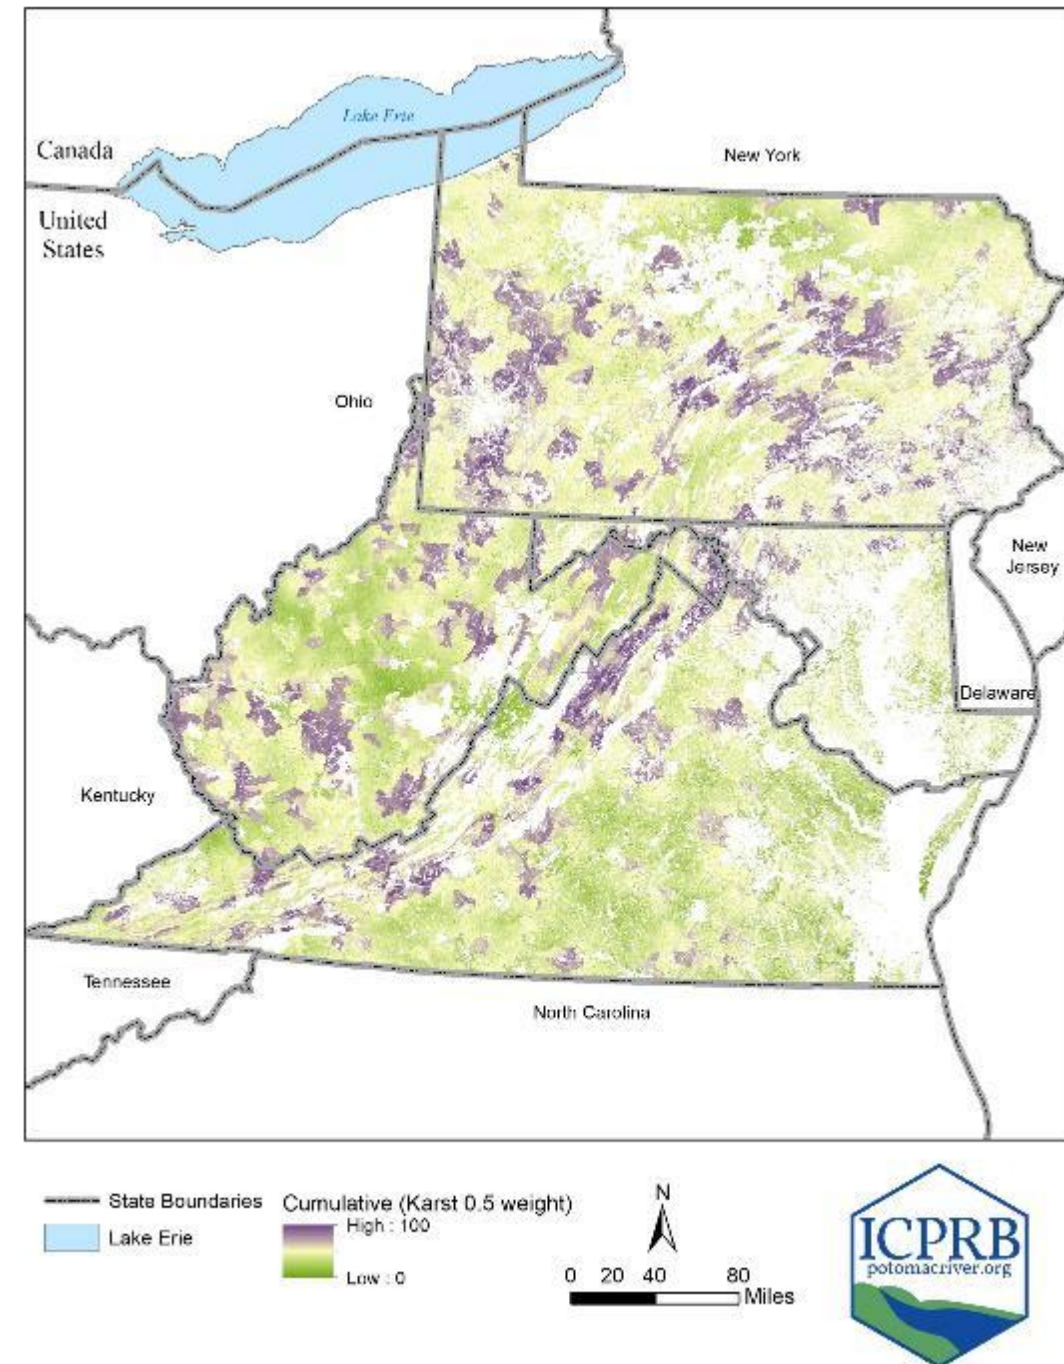 Lake Erie
Canada
New York
United
States
Ohio
New
Jersey
Delaware
Kentucky
Tennessee
North Carolina
State Boundaries
Lake Erie
Cumulative (Karst 0.5 weight)
High : 100
Low : 0
N
0 20 40 80
Miles
ICPRB
potomacriver.org